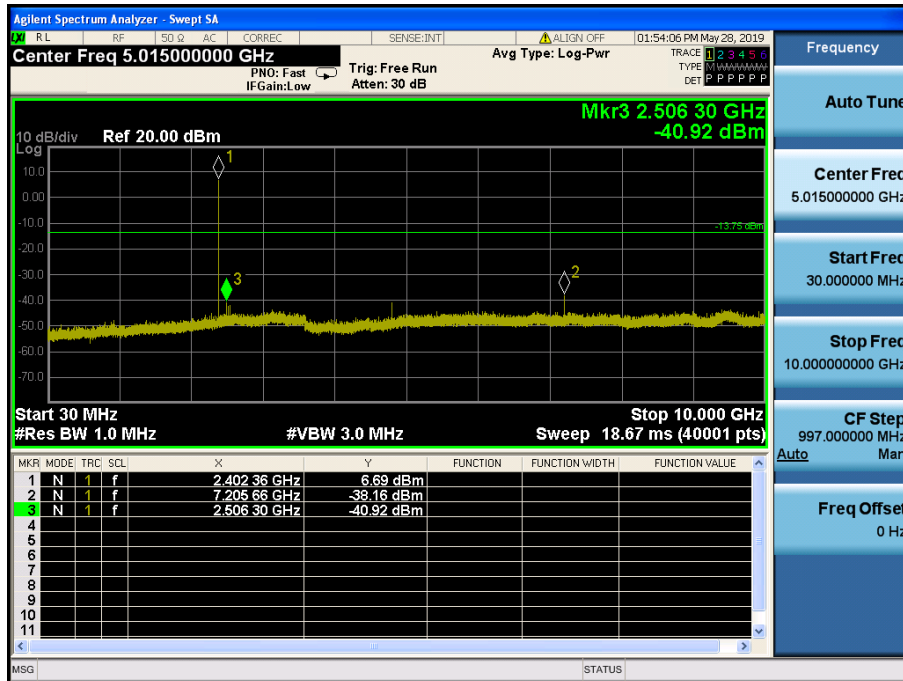 Agilent Spectrum Analyzer - Swept SA
LXI RL RF 50 Ω AC CORREC SENSE:INT ALIGN OFF 01:54:06 PM May 28, 2019
Center Freq 5.015000000 GHz
PNO: Fast
IFGain:Low
Trig: Free Run
Atten: 30 dB
Avg Type: Log-Pwr
TRACE 1 2 3 4 5 6
TYPE M WWWWW
DET P P P P P P
Mkr3 2.506 30 GHz
-40.92 dBm
10 dB/div Ref 20.00 dBm
Log
10.0
0.00
-10.0
-20.0
-30.0
-40.0
-50.0
-60.0
-70.0
1
2
3
-13.75 dBm
Start 30 MHz Stop 10.000 GHz
#Res BW 1.0 MHz #VBW 3.0 MHz Sweep 18.67 ms (40001 pts)
MKR MODE TRC SCL X Y FUNCTION FUNCTION WIDTH FUNCTION VALUE
1 N 1 f 2.402 36 GHz 6.69 dBm
2 N 1 f 7.205 66 GHz -38.16 dBm
3 N 1 f 2.506 30 GHz -40.92 dBm
4
5
6
7
8
9
10
11
MSG STATUS
Frequency
Auto Tune
Center Freq
5.015000000 GHz
Start Freq
30.000000 MHz
Stop Freq
10.000000000 GHz
CF Step
997.000000 MHz
Auto Man
Freq Offset
0 Hz